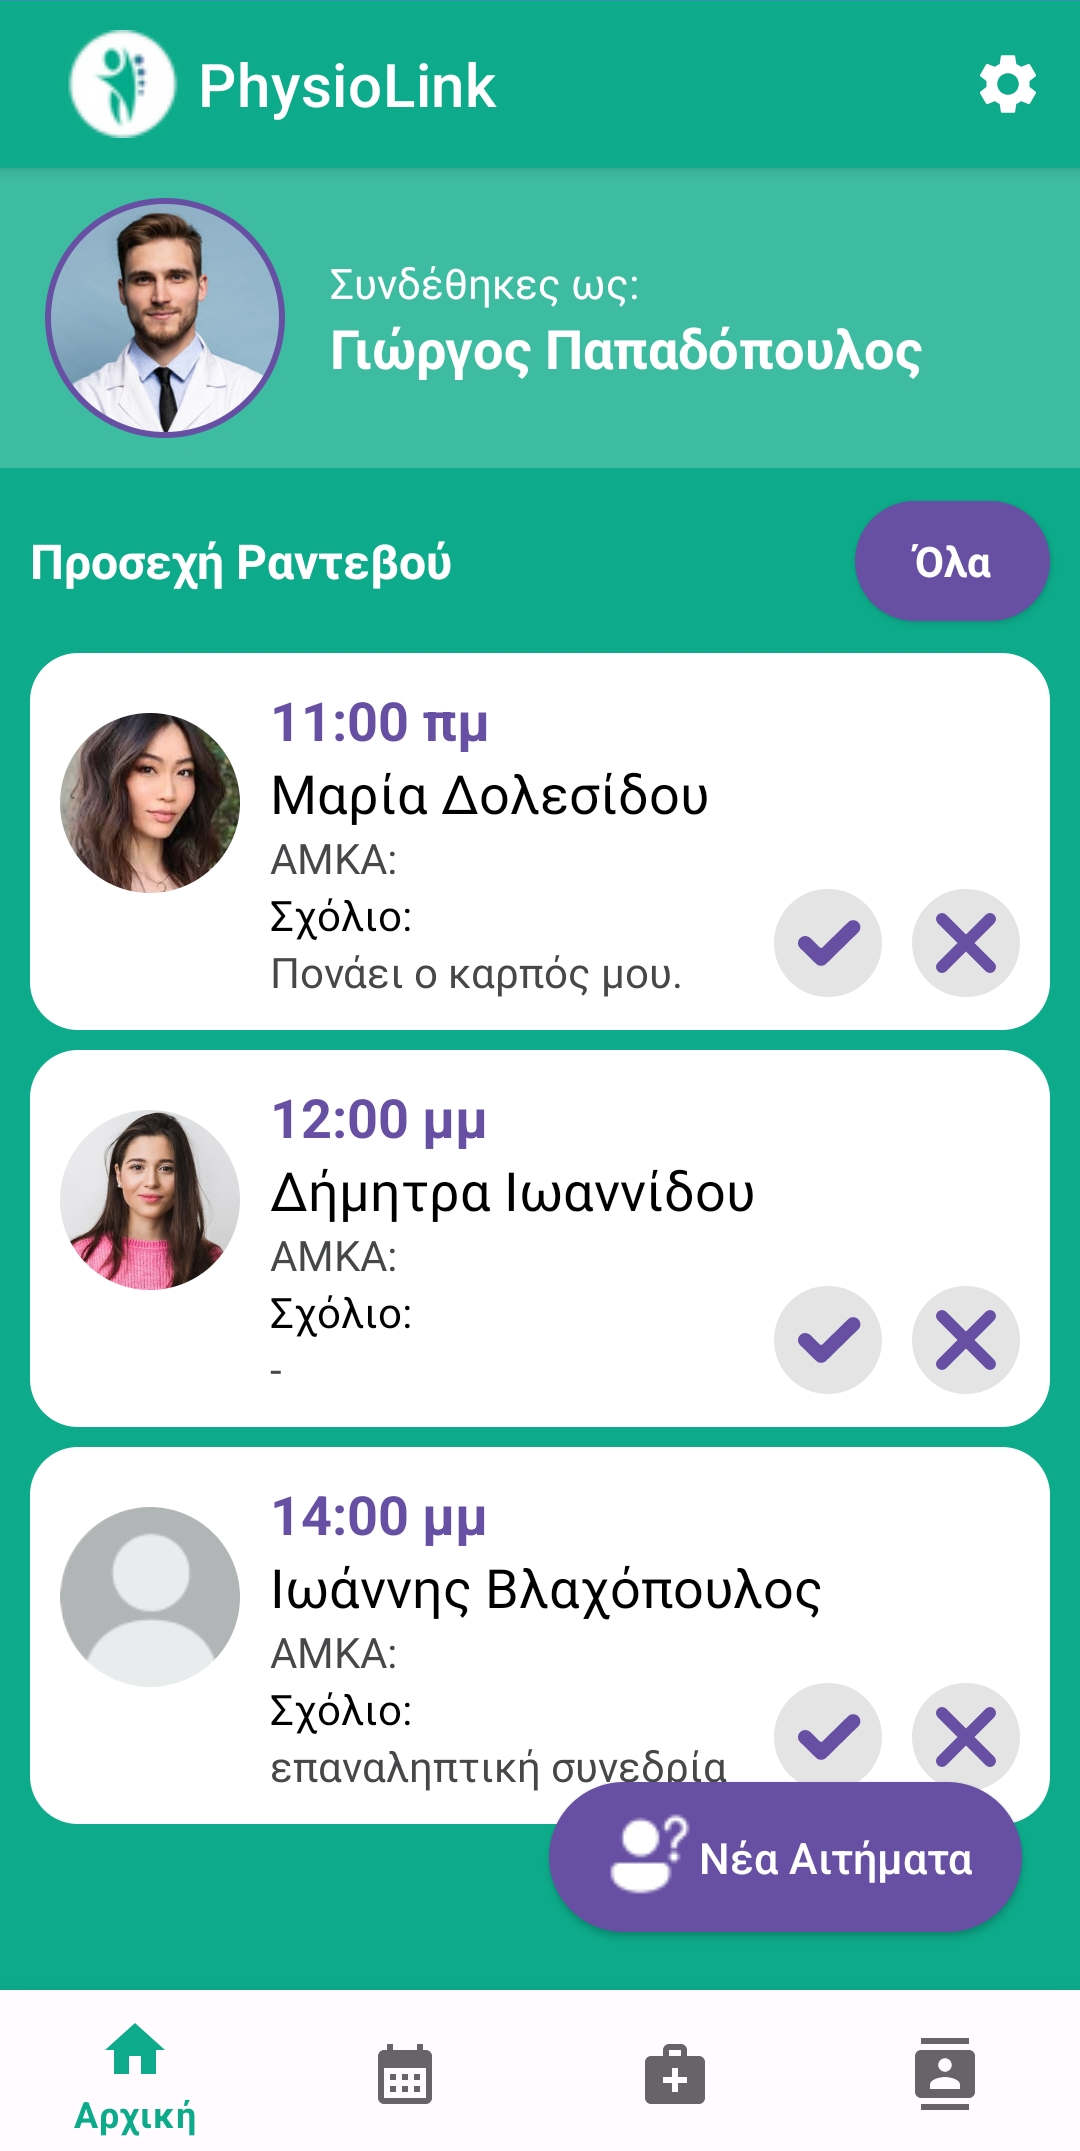 PhysioLink
Συνδέθηκες ως:
Γιώργος Παπαδόπουλος
Προσεχή Ραντεβού
Όλα
11:00 πμ
Μαρία Δολεσίδου
ΑΜΚΑ:
Σχόλιο:
Πονάει ο καρπός μου.
12:00 μμ
Δήμητρα Ιωαννίδου
ΑΜΚΑ:
Σχόλιο:
-
14:00 μμ
Ιωάννης Βλαχόπουλος
ΑΜΚΑ:
Σχόλιο:
επαναληπτική συνεδρία
Νέα Αιτήματα
Αρχική